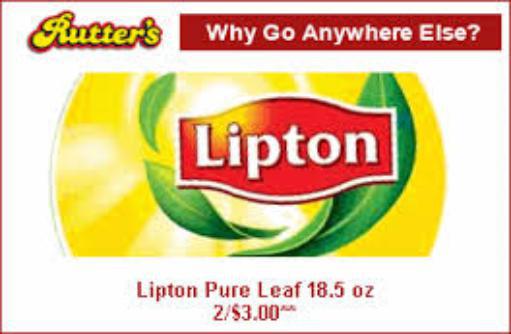 Rutter's
Why Go Anywhere Else?
Lipton
Lipton Pure Leaf 18.5 oz
2/$3.00^^